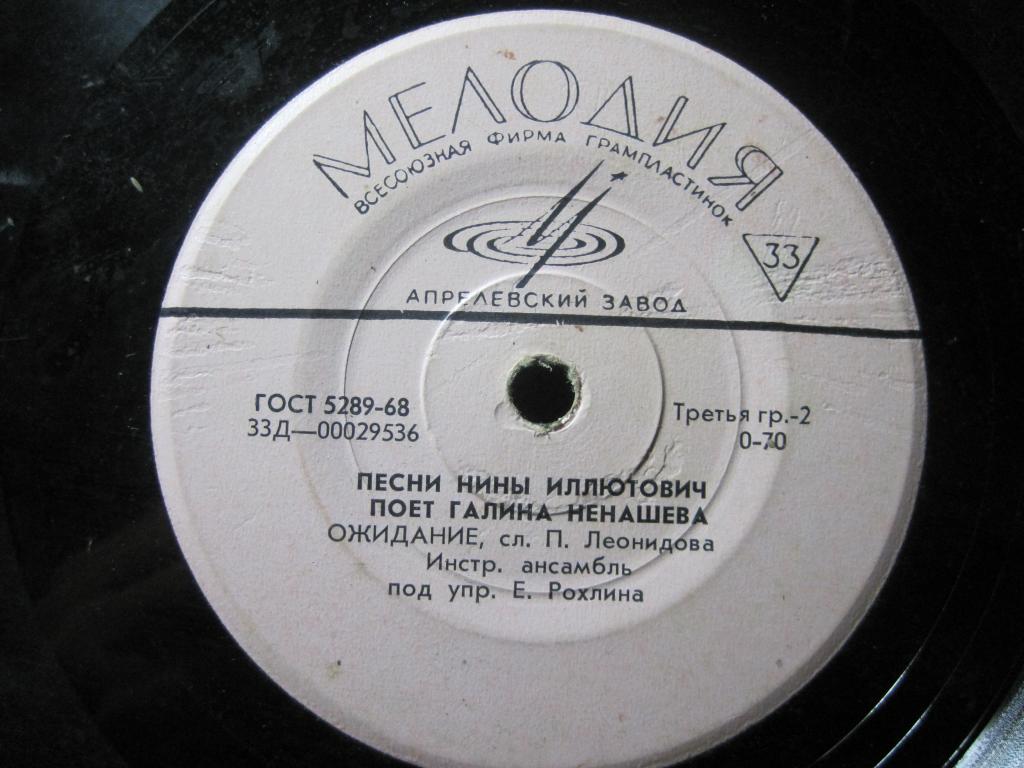 МЕЛОДИЯ
ВСЕСОЮЗНАЯ ФИРМА ГРАМПЛАСТИНОК
33
АПРЕЛЕВСКИЙ ЗАВОД
ГОСТ 5289-68
33Д—00029536
Третья гр.-2
0-70
ПЕСНИ НИНЫ ИЛЛЮТОВИЧ
ПОЕТ ГАЛИНА НЕНАШЕВА
ОЖИДАНИЕ, сл. П. Леонидова
Инстр. ансамбль
под упр. Е. Рохлина